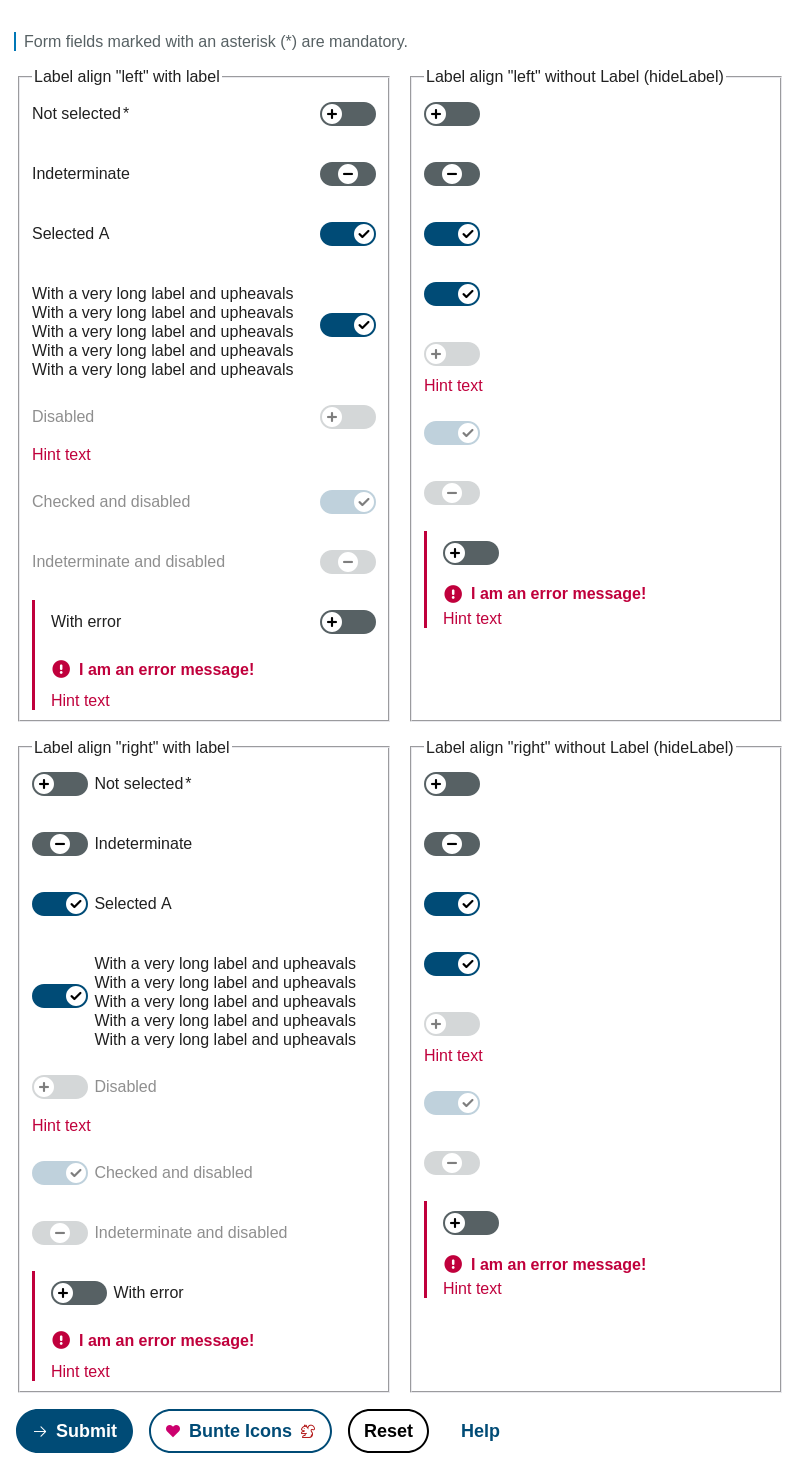 Form fields marked with an asterisk (*) are mandatory.
Label align "left" with label
Not selected*
Indeterminate
Selected A
With a very long label and upheavals
With a very long label and upheavals
With a very long label and upheavals
With a very long label and upheavals
With a very long label and upheavals
Disabled
Hint text
Checked and disabled
Indeterminate and disabled
With error
I am an error message!
Hint text
Label align "left" without Label (hideLabel)
Hint text
I am an error message!
Hint text
Label align "right" with label
Not selected*
Indeterminate
Selected A
With a very long label and upheavals
With a very long label and upheavals
With a very long label and upheavals
With a very long label and upheavals
With a very long label and upheavals
Disabled
Hint text
Checked and disabled
Indeterminate and disabled
With error
I am an error message!
Hint text
Label align "right" without Label (hideLabel)
Hint text
I am an error message!
Hint text
Submit
Bunte Icons
Reset
Help